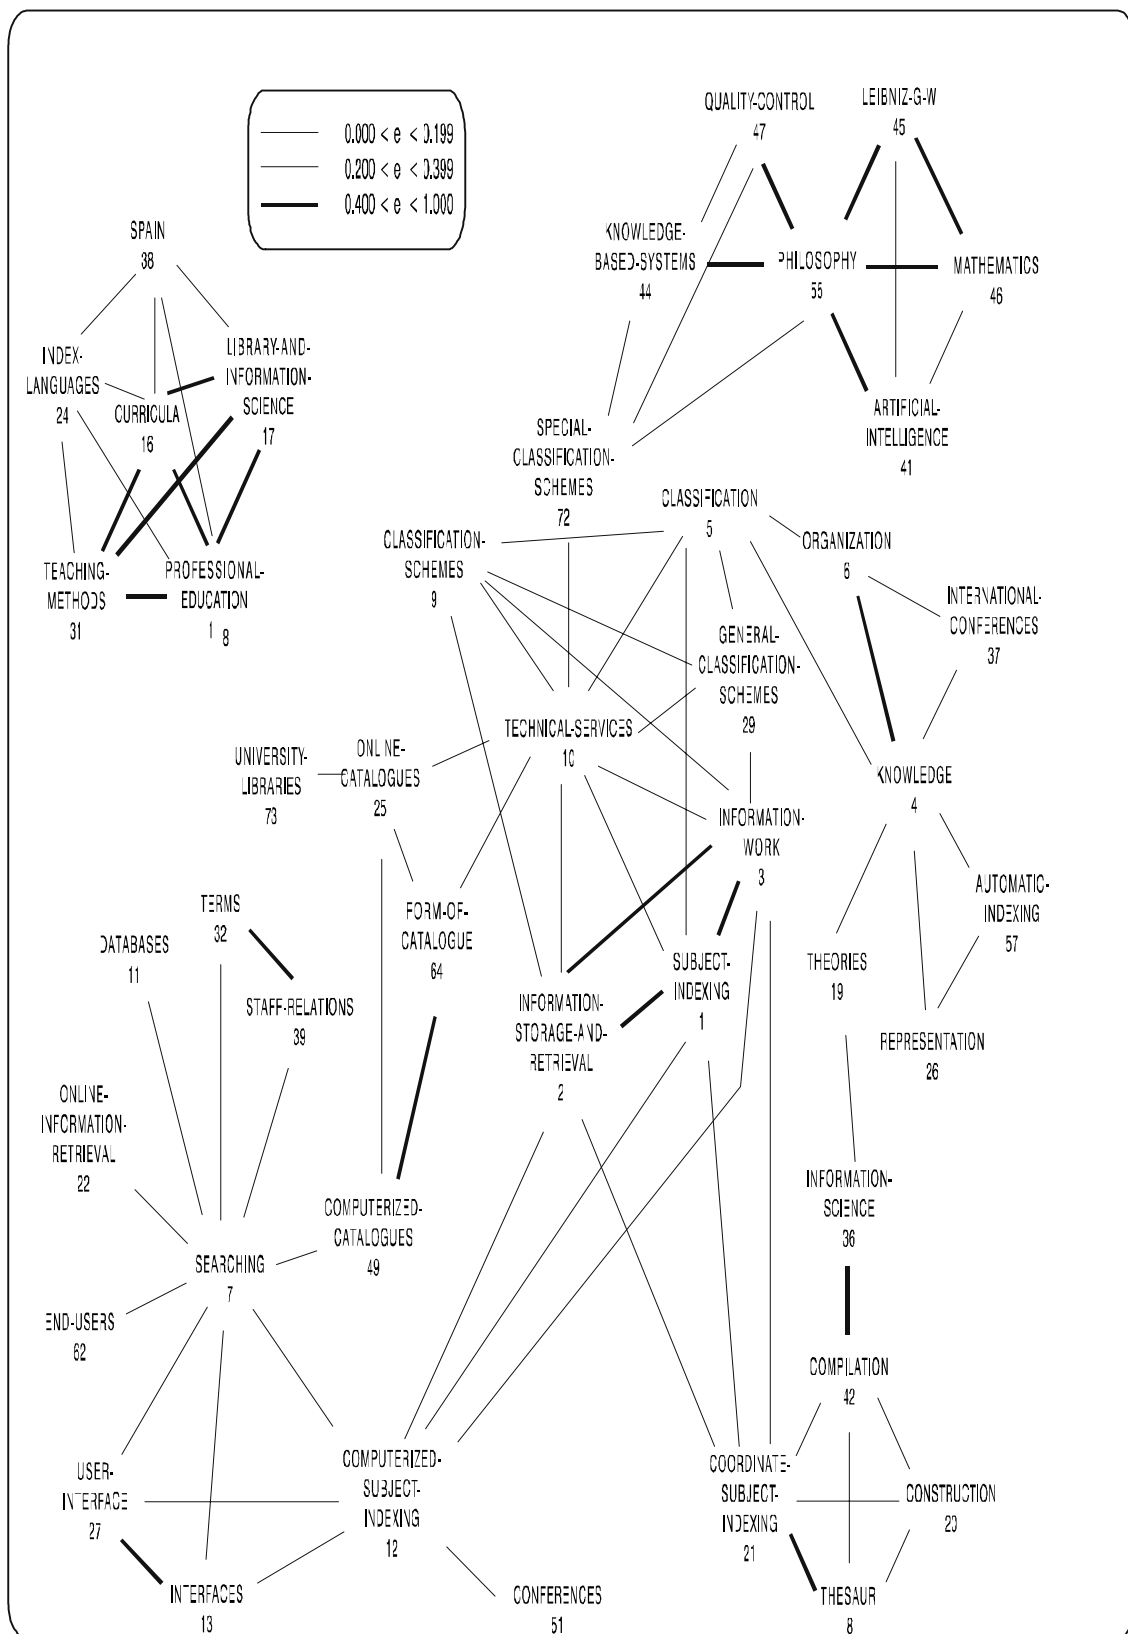 0.000 < e < 0.199
0.200 < e < 0.399
0.400 < e < 1.000
QUALITY-CONTROL
47
LEIBNIZ-G-W
45
SPAIN
38
KNOWLEDGE-
BASED-SYSTEMS
44
PHILOSOPHY
55
MATHEMATICS
46
INDEX-
LANGUAGES
24
LIBRARY-AND-
INFORMATION-
SCIENCE
17
CURRICULA
16
ARTIFICIAL-
INTELLIGENCE
41
SPECIAL-
CLASSIFICATION-
SCHEMES
72
CLASSIFICATION
5
CLASSIFICATION-
SCHEMES
9
ORGANIZATION
6
TEACHING-
METHODS
31
PROFESSIONAL-
EDUCATION
1 8
INTERNATIONAL-
CONFERENCES
37
GENERAL-
CLASSIFICATION-
SCHEMES
29
TECHNICAL-SERVICES
10
UNIVERSITY-
LIBRARIES
73
ONLINE-
CATALOGUES
25
KNOWLEDGE
4
INFORMATION-
WORK
3
TERMS
32
DATABASES
11
FORM-OF-
CATALOGUE
64
AUTOMATIC-
INDEXING
57
SUBJECT-
INDEXING
1
THEORIES
19
STAFF-RELATIONS
39
INFORMATION-
STORAGE-AND-
RETRIEVAL
2
REPRESENTATION
26
ONLINE-
INFORMATION-
RETRIEVAL
22
COMPUTERIZED-
CATALOGUES
49
INFORMATION-
SCIENCE
36
SEARCHING
7
END-USERS
62
COMPILATION
42
USER-
INTERFACE
27
COMPUTERIZED-
SUBJECT-
INDEXING
12
COORDINATE-
SUBJECT-
INDEXING
21
CONSTRUCTION
20
INTERFACES
13
CONFERENCES
51
THESAUR
8